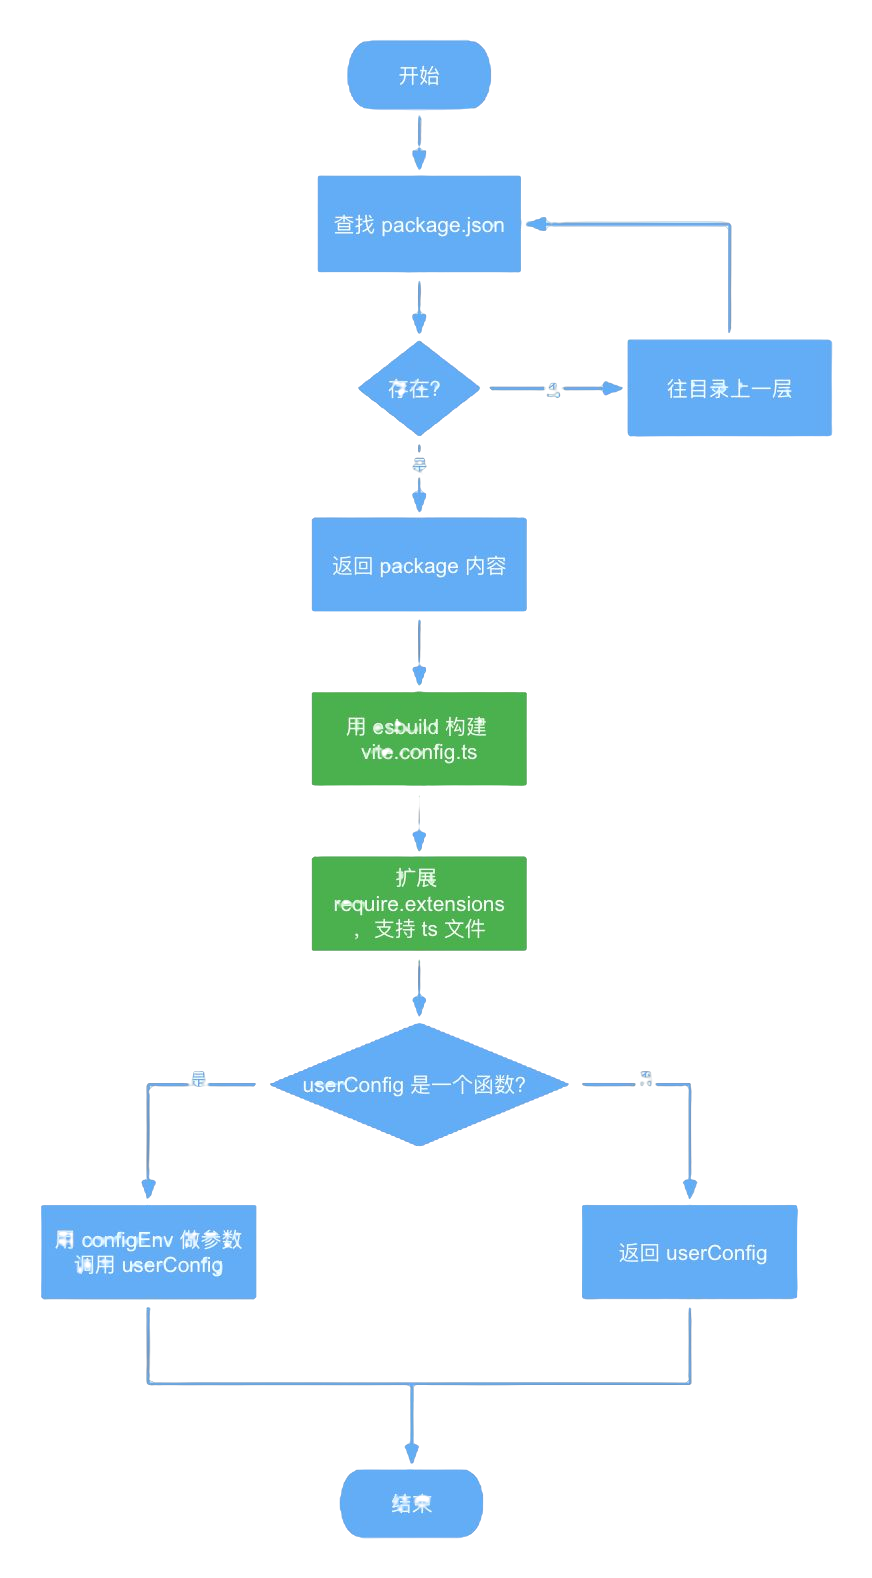 开始
查找 package.json
存在?
往目录上一层
是
返回 package 内容
用 esbuild 构建
vite.config.ts
扩展
require.extensions
，支持 ts 文件
是
userConfig 是一个函数?
用 configEnv 做参数
调用 userConfig
返回 userConfig
结束